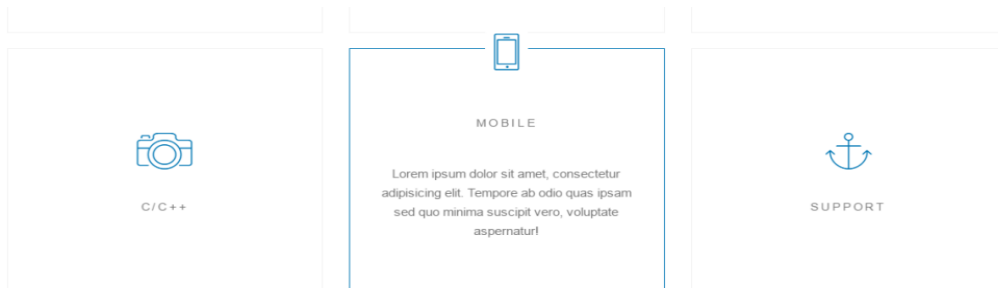 C/C++
MOBILE
Lorem ipsum dolor sit amet, consectetur
adipisicing elit. Tempore ab odio quas ipsam
sed quo minima suscipit vero, voluptate
aspernatur!
SUPPORT